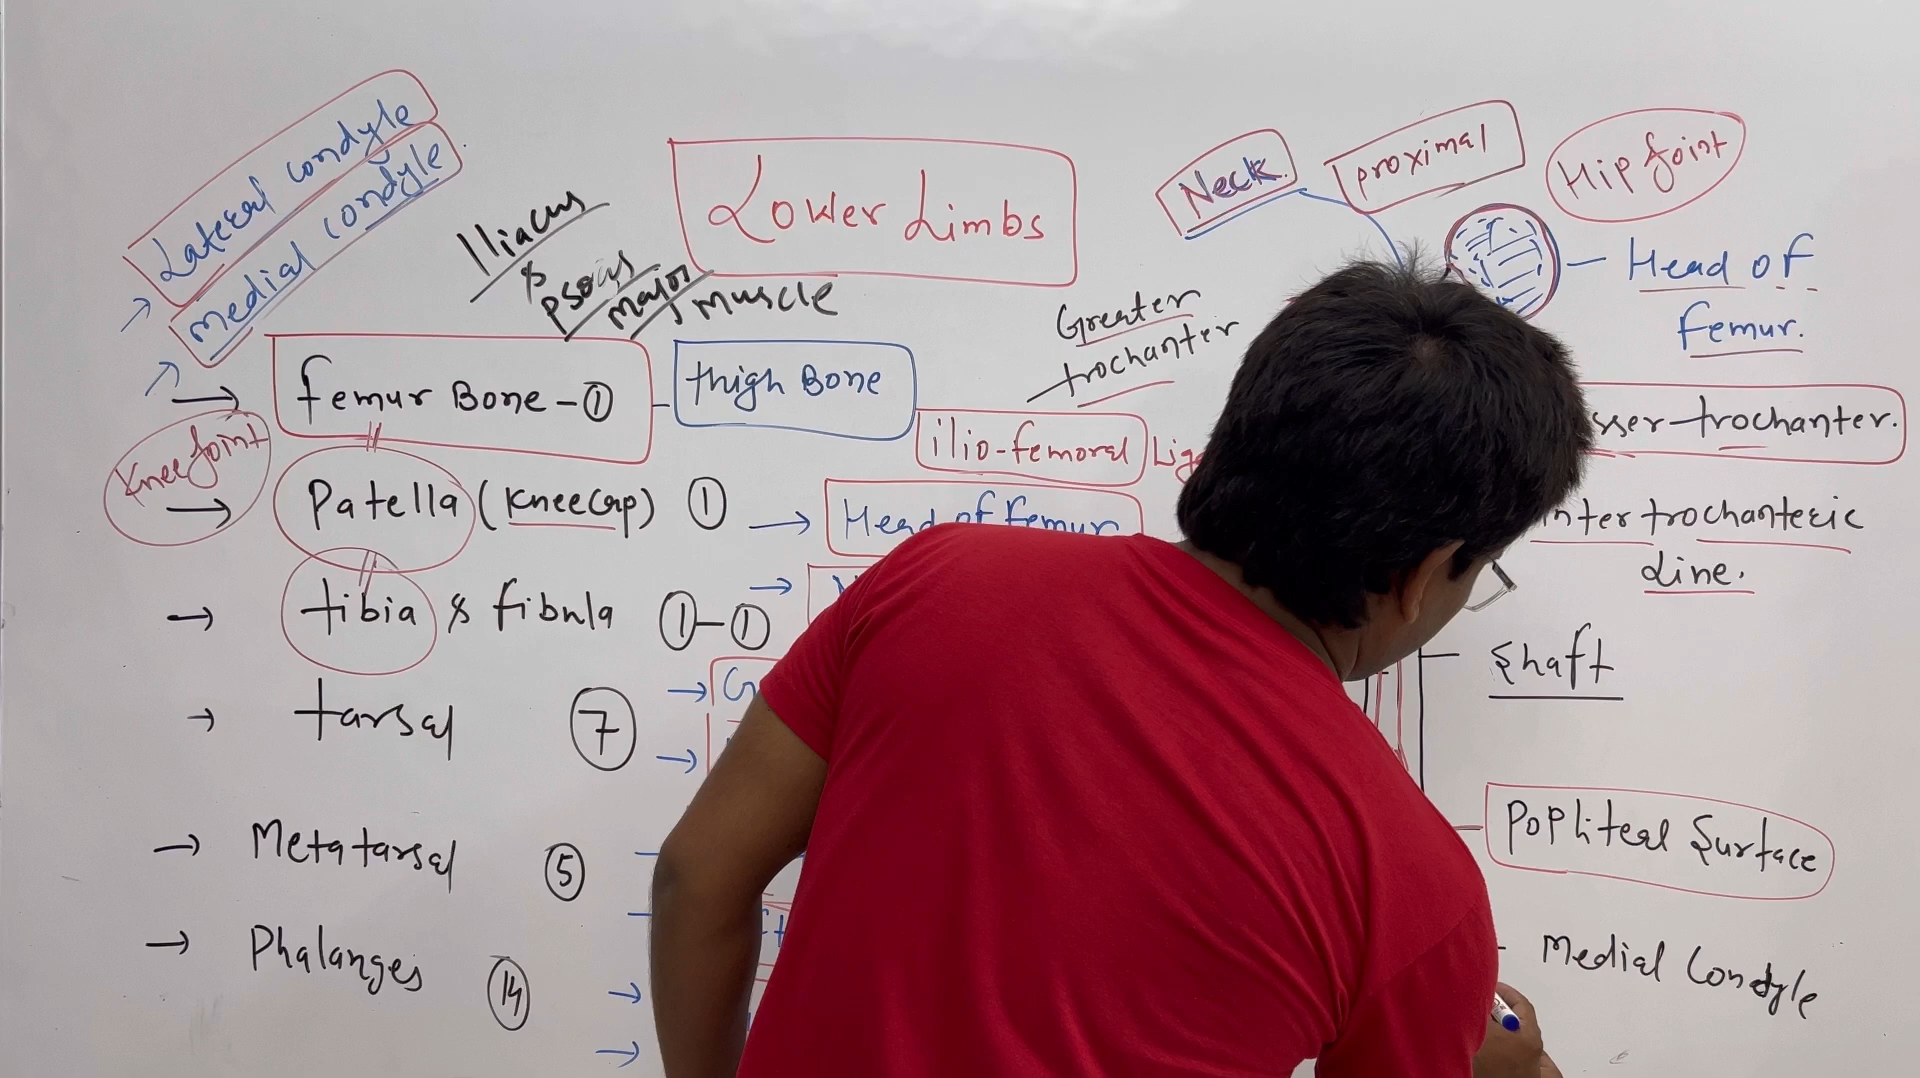 Lateral condyle
Medial condyle
Iliacus
&
Psoas
major
muscle
Lower Limbs
Neck.
proximal
Hip Joint
Head of
Femur.
Greater
trochanter
Femur Bone - 1
thigh Bone
ilio-femoral
sser-trochanter.
Knee Joint
Patella (Kneecap) 1
Head of Femur
inter trochanteric
Line.
tibia & fibula 1-1
Shaft
tarsal 7
Popliteal Surface
Metatarsal 5
Phalanges 14
Medial Condyle